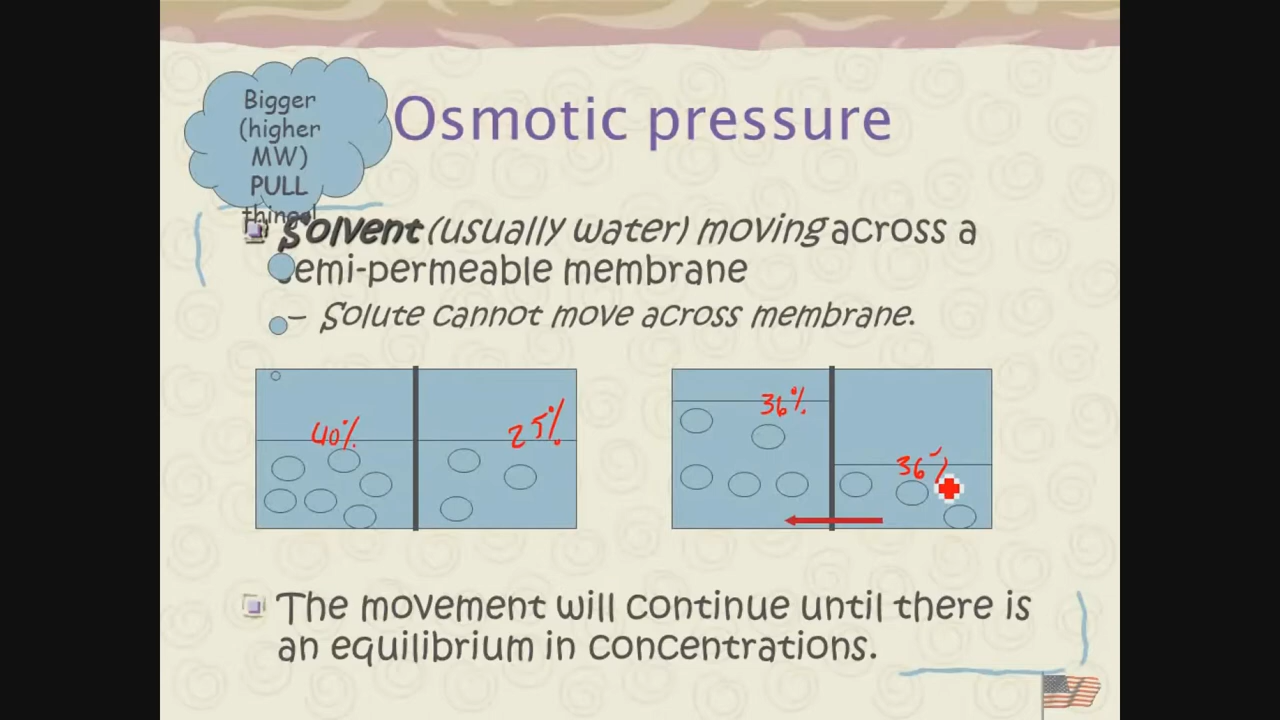 Bigger
(higher
MW)
PULL
things!
Osmotic pressure
Solvent (usually water) moving across a
semi-permeable membrane
– Solute cannot move across membrane.
40%
25%
36%
36%
The movement will continue until there is
an equilibrium in concentrations.